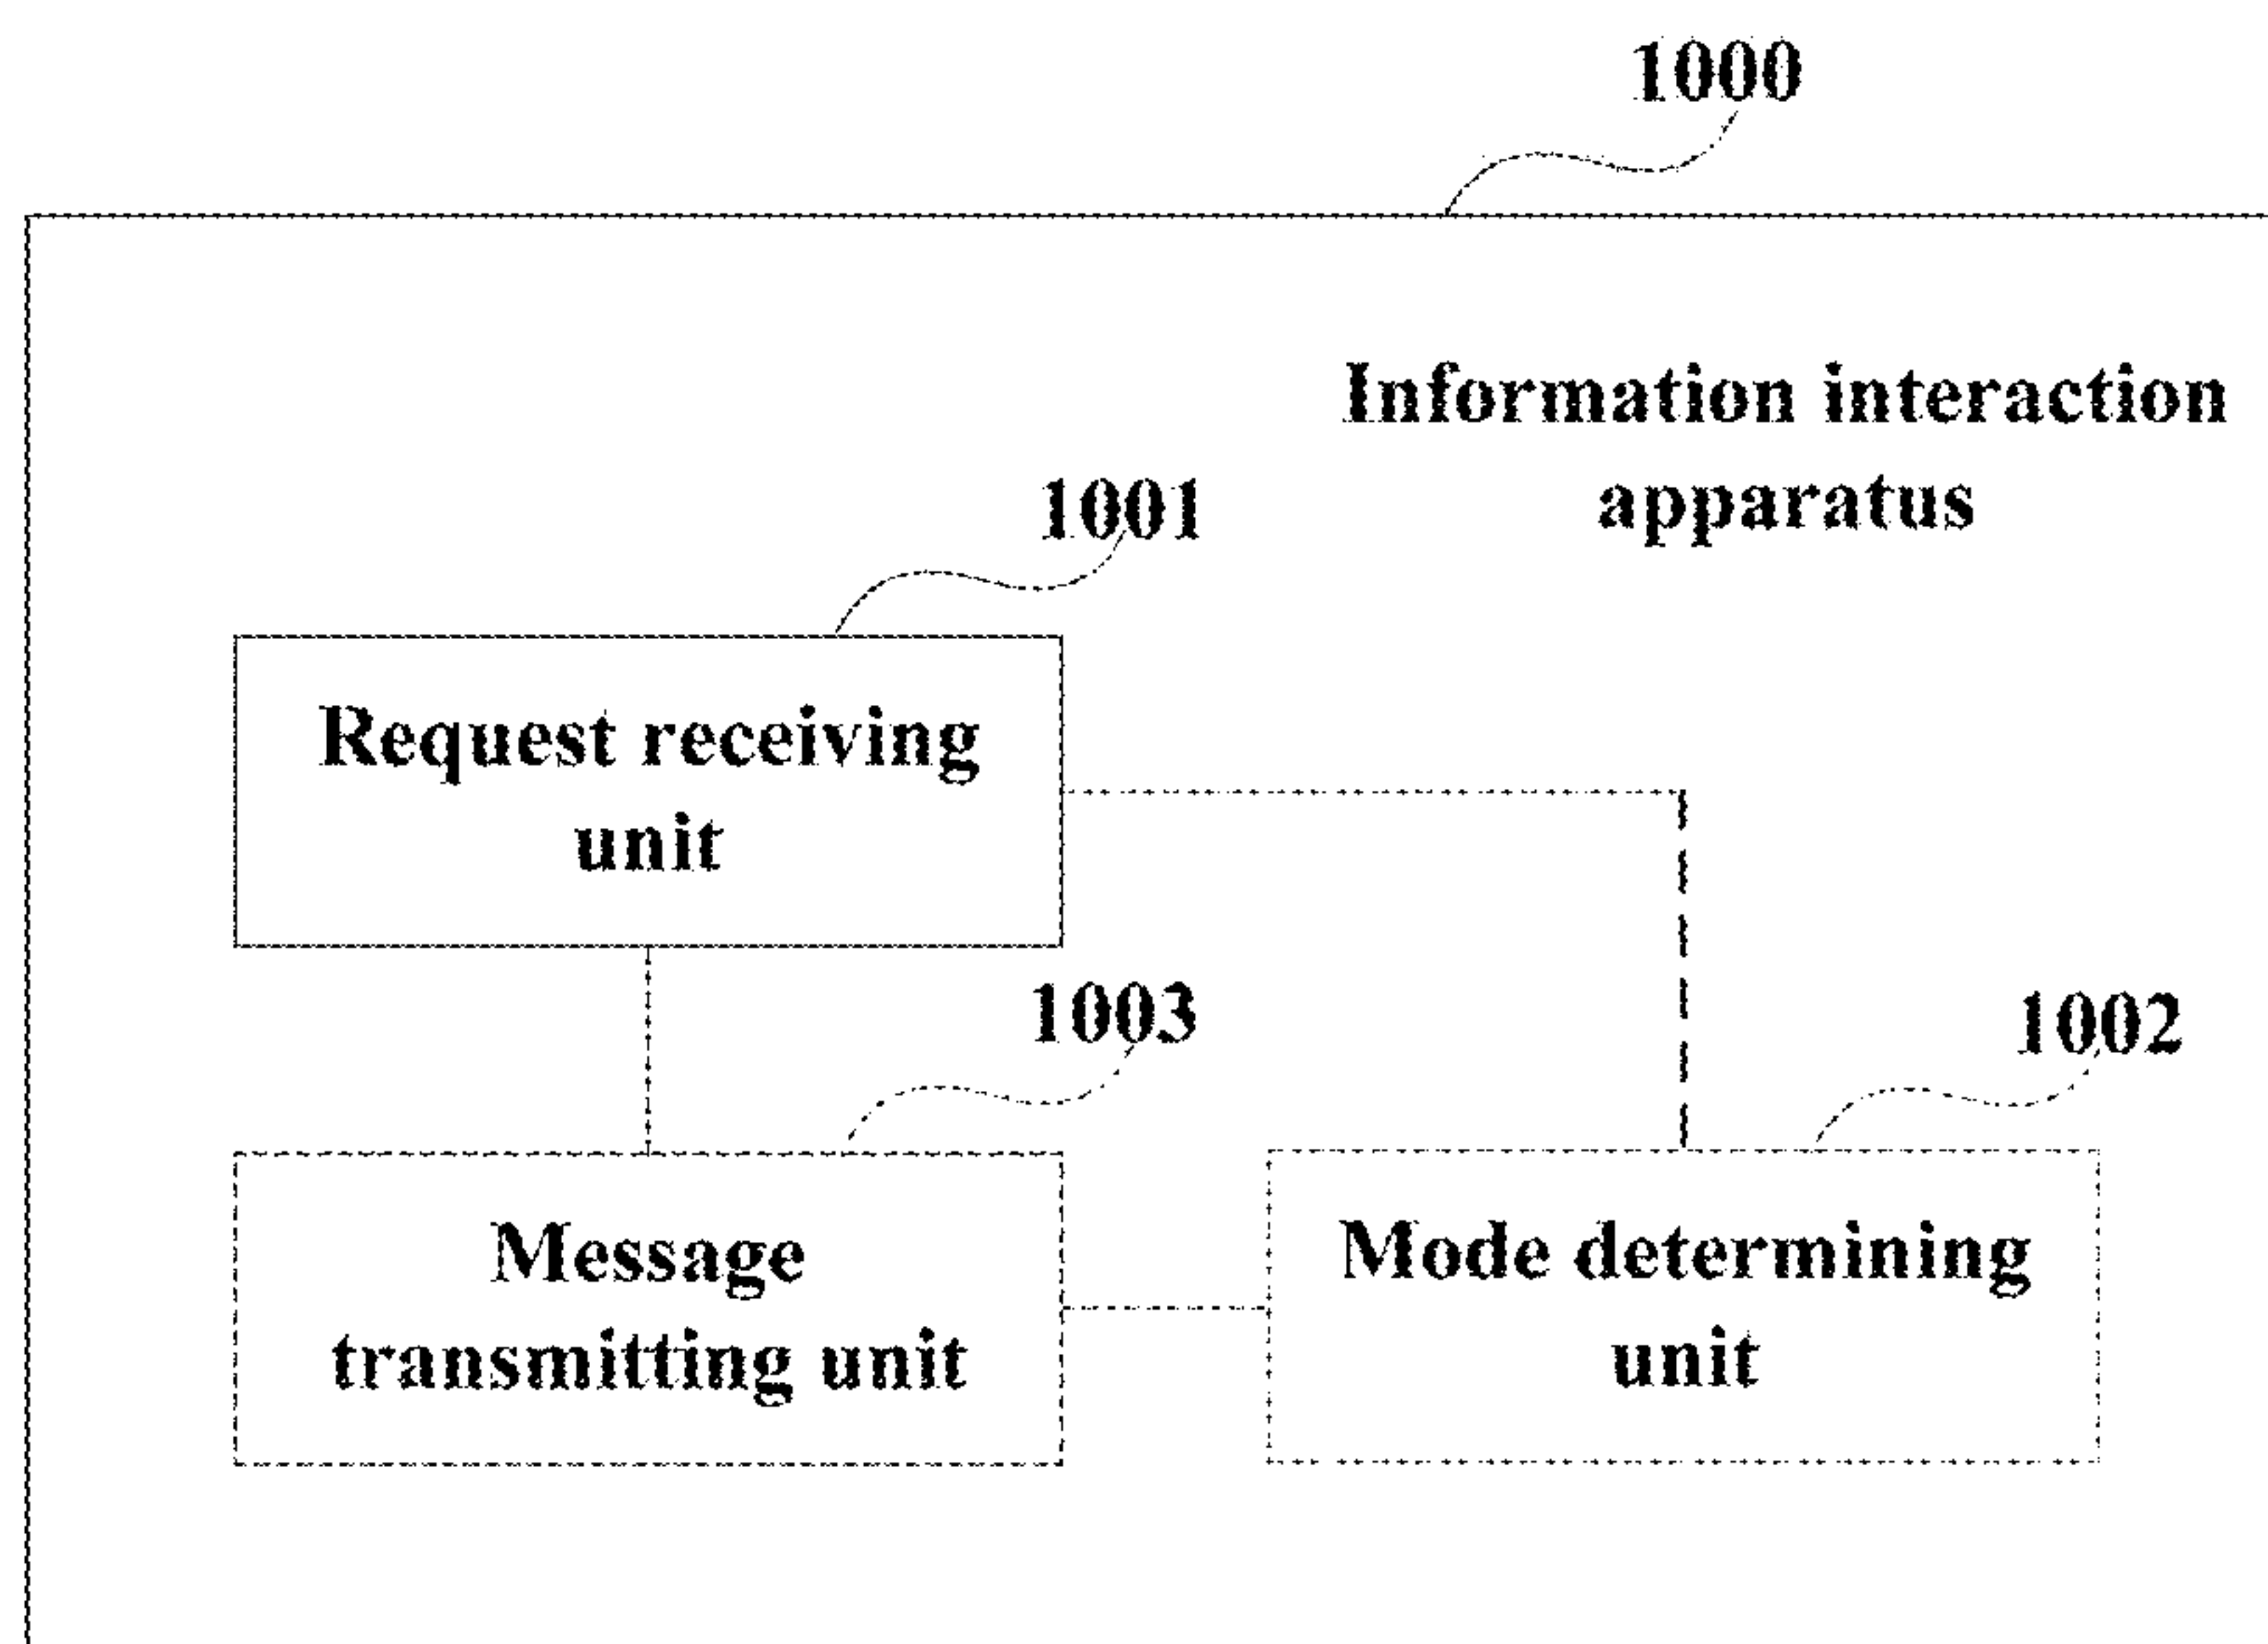 1000
Information interaction
apparatus
1001
Request receiving
unit
1003
1002
Message
transmitting unit
Mode determining
unit